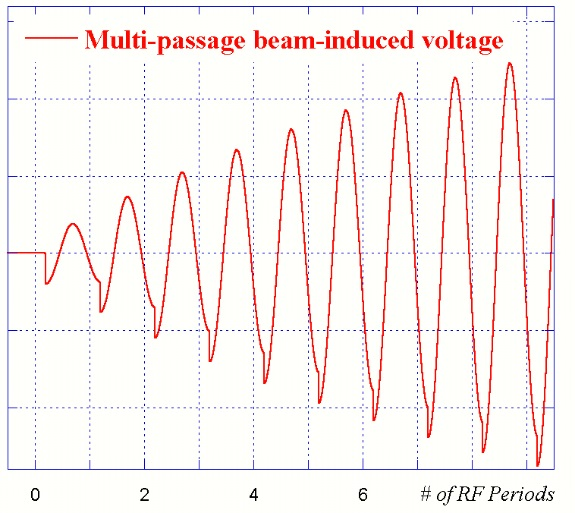 Multi-passage beam-induced voltage
0 2 4 6 # of RF Periods